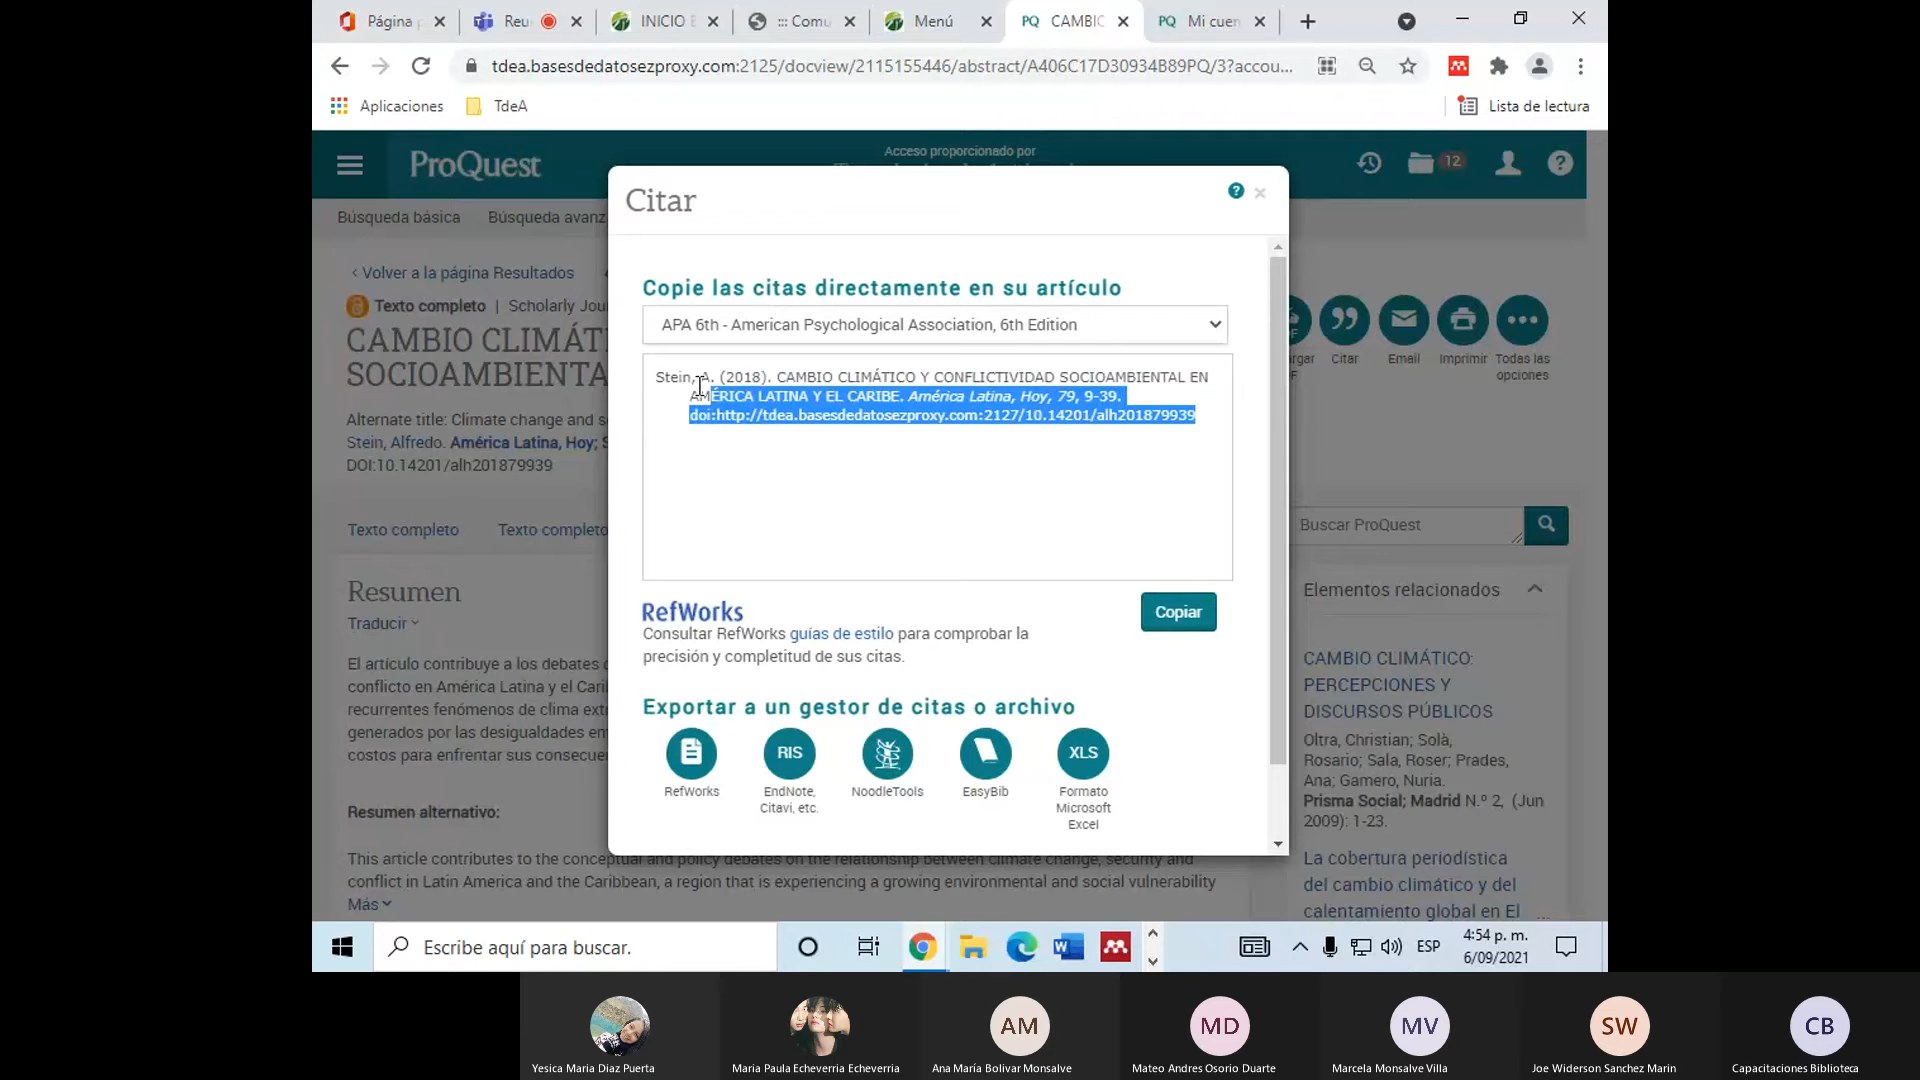 Página
Reu
INICIO E
::: Comu
Menú
CAMBIO
Mi cuen
tdea.basesdedatosezproxy.com:2125/docview/2115155446/abstract/A406C17D30934B89PQ/3?accou...
Aplicaciones
TdeA
Lista de lectura
ProQuest
Acceso proporcionado por
12
Búsqueda básica
Búsqueda avanz
Citar
Volver a la página Resultados
Texto completo | Scholarly Jou
CAMBIO CLIMÁTI
SOCIOAMBIENTA
Alternate title: Climate change and s
Stein, Alfredo. América Latina, Hoy; S
DOI:10.14201/alh201879939
Copie las citas directamente en su artículo
APA 6th - American Psychological Association, 6th Edition
Stein, A. (2018). CAMBIO CLIMÁTICO Y CONFLICTIVIDAD SOCIOAMBIENTAL EN
AMÉRICA LATINA Y EL CARIBE. América Latina, Hoy, 79, 9-39.
doi:http://tdea.basesdedatosezproxy.com:2127/10.14201/alh201879939
argar
DF
Citar
Email
Imprimir
Todas las
opciones
Texto completo
Texto completo
Buscar ProQuest
Resumen
Traducir
El artículo contribuye a los debates c
conflicto en América Latina y el Carib
recurrentes fenómenos de clima extr
generados por las desigualdades em
costos para enfrentar sus consecue
RefWorks
Consultar RefWorks guías de estilo para comprobar la
precisión y completitud de sus citas.
Copiar
Exportar a un gestor de citas o archivo
RIS
XLS
RefWorks
EndNote,
Citavi, etc.
NoodleTools
EasyBib
Formato
Microsoft
Excel
Resumen alternativo:
This article contributes to the conceptual and policy debates on the relationship between climate change, security and
conflict in Latin America and the Caribbean, a region that is experiencing a growing environmental and social vulnerability
Más
Elementos relacionados
CAMBIO CLIMÁTICO:
PERCEPCIONES Y
DISCURSOS PÚBLICOS
Oltra, Christian; Solà,
Rosario; Sala, Roser; Prades,
Ana; Gamero, Nuria.
Prisma Social; Madrid N.º 2, (Jun
2009): 1-23.
La cobertura periodística
del cambio climático y del
calentamiento global en El ...
Escribe aquí para buscar.
ESP
4:54 p. m.
6/09/2021
AM
MD
MV
SW
CB
Yesica Maria Diaz Puerta
Maria Paula Echeverria Echeverria
Ana María Bolivar Monsalve
Mateo Andres Osorio Duarte
Marcela Monsalve Villa
Joe Widerson Sanchez Marin
Capacitaciones Biblioteca